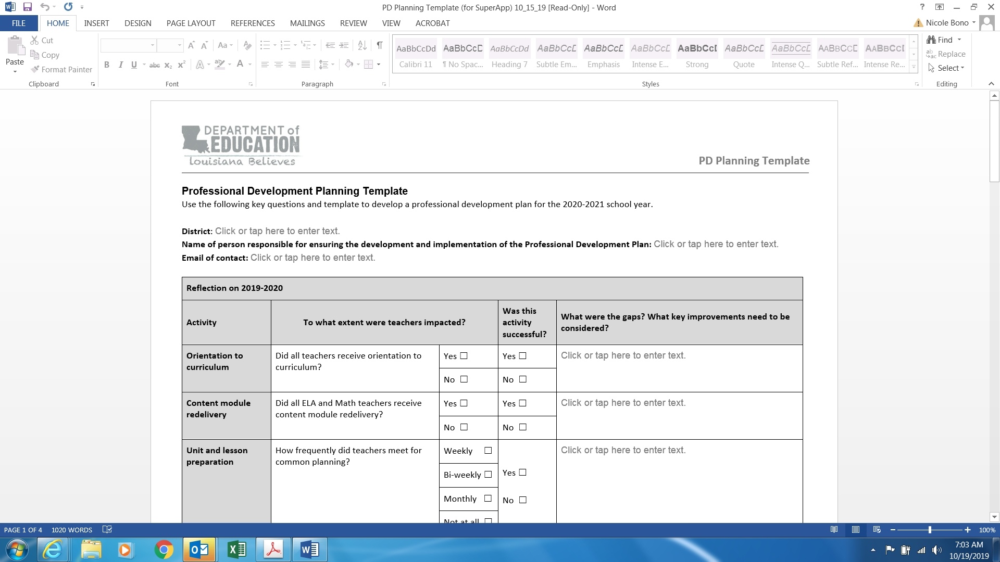 PD Planning Template (for SuperApp) 10_15_19 [Read-Only] - Word
FILE HOME INSERT DESIGN PAGE LAYOUT REFERENCES MAILINGS REVIEW VIEW ACROBAT Nicole Bono
Paste
Cut
Copy
Format Painter
Clipboard
Font
Paragraph
AaBbCcDd AaBbCcD AaBbCcDd AaBbCcD AaBbCcD AaBbCcD AaBbCcD AaBbCcD AaBbCcD AABBCCD AABBCCD
Calibri 11 ¶ No Spac... Heading 7 Subtle Em... Emphasis Intense E... Strong Quote Intense Q... Subtle Ref... Intense Re...
Styles
Find
Replace
Select
Editing
DEPARTMENT of
EDUCATION
Louisiana Believes
PD Planning Template
Professional Development Planning Template
Use the following key questions and template to develop a professional development plan for the 2020-2021 school year.
District: Click or tap here to enter text.
Name of person responsible for ensuring the development and implementation of the Professional Development Plan: Click or tap here to enter text.
Email of contact: Click or tap here to enter text.
Reflection on 2019-2020
Activity
To what extent were teachers impacted?
Was this
activity
successful?
What were the gaps? What key improvements need to be
considered?
Orientation to
curriculum
Did all teachers receive orientation to
curriculum?
Yes ☐
No ☐
Yes ☐
No ☐
Click or tap here to enter text.
Content module
redelivery
Did all ELA and Math teachers receive
content module redelivery?
Yes ☐
No ☐
Yes ☐
No ☐
Click or tap here to enter text.
Unit and lesson
preparation
How frequently did teachers meet for
common planning?
Weekly ☐
Bi-weekly ☐
Monthly ☐
Not at all ☐
Yes ☐
No ☐
Click or tap here to enter text.
PAGE 1 OF 4 1020 WORDS 100%
7:03 AM
10/19/2019